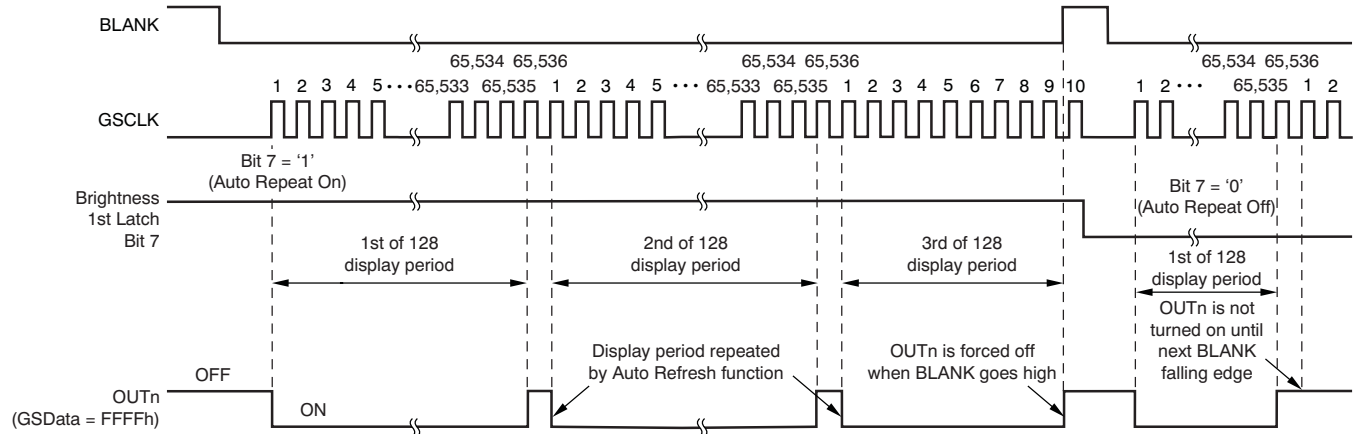 BLANK
65,534 65,536
65,534 65,536
65,534 65,536
1 2 3 4 5 ··· 65,533 65,535 1 2 3 4 5 ··· 65,533 65,535 1 2 3 4 5 6 7 8 9 10 1 2 ··· 65,535 1 2
GSCLK
Bit 7 = ‘1’
(Auto Repeat On)
Brightness
1st Latch
Bit 7
Bit 7 = ‘0’
(Auto Repeat Off)
1st of 128
display period
2nd of 128
display period
3rd of 128
display period
1st of 128
display period
Display period repeated
by Auto Refresh function
OUTn is forced off
when BLANK goes high
OUTn is not
turned on until
next BLANK
falling edge
OFF
OUTn
(GSData = FFFFh)
ON